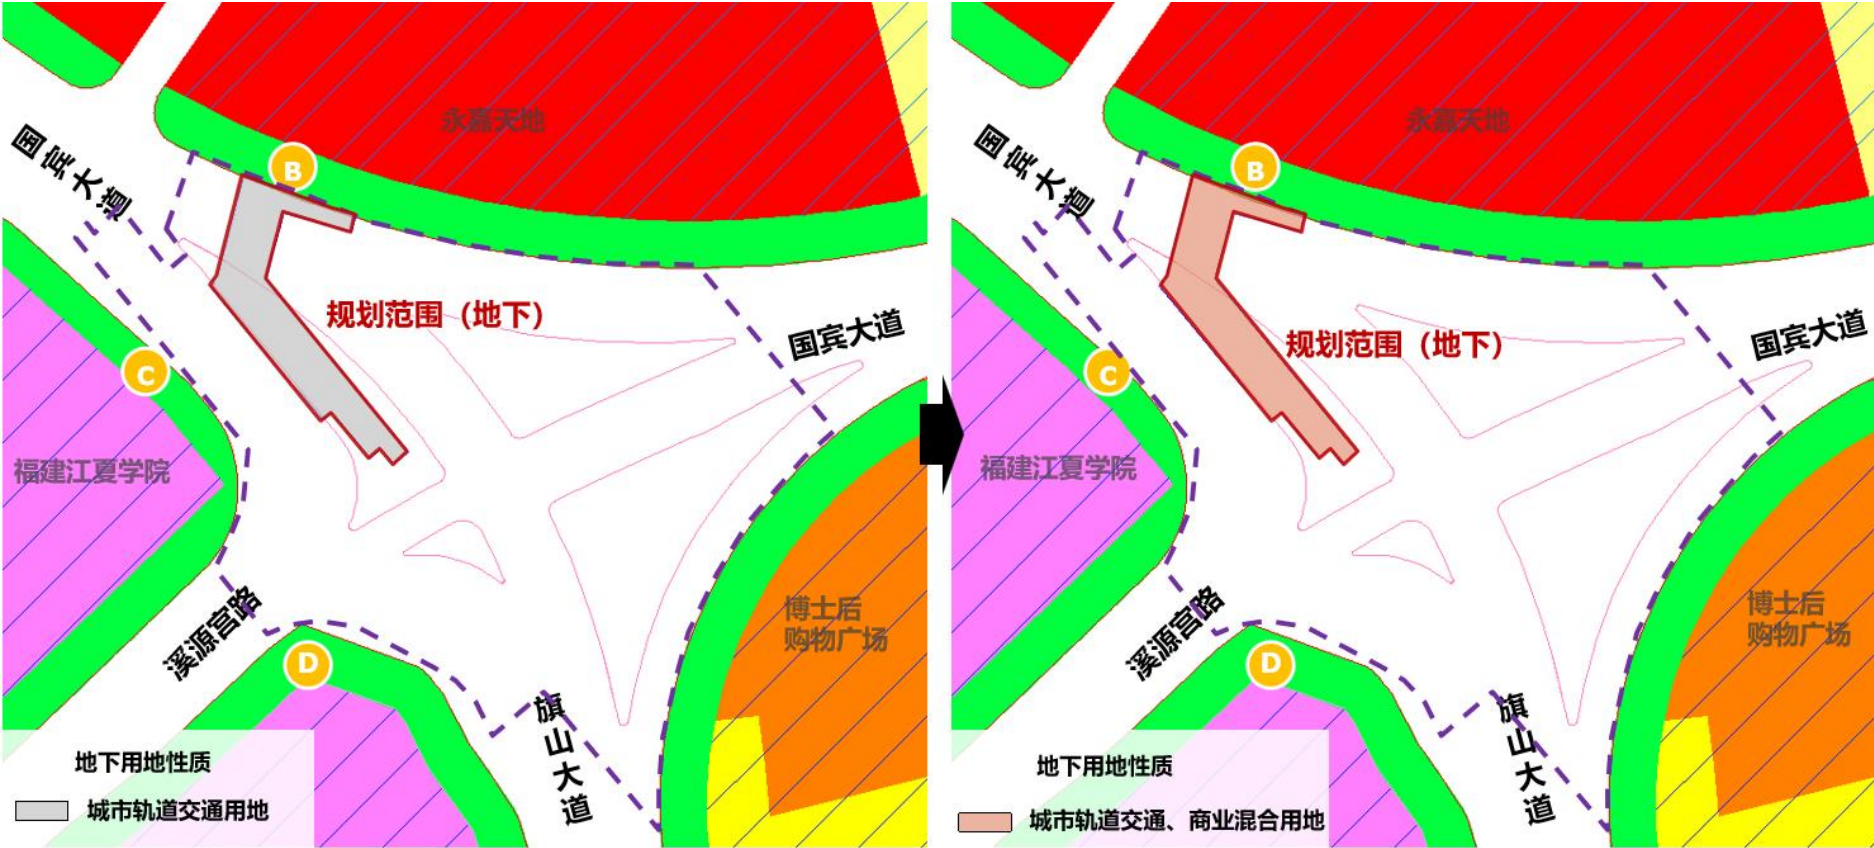 永嘉天地
B
国宾大道
规划范围（地下）
国宾大道
C
福建江夏学院
溪源宫路
博士后
购物广场
D
旗山大道
地下用地性质
城市轨道交通用地
永嘉天地
B
国宾大道
规划范围（地下）
国宾大道
C
福建江夏学院
溪源宫路
博士后
购物广场
D
旗山大道
地下用地性质
城市轨道交通、商业混合用地